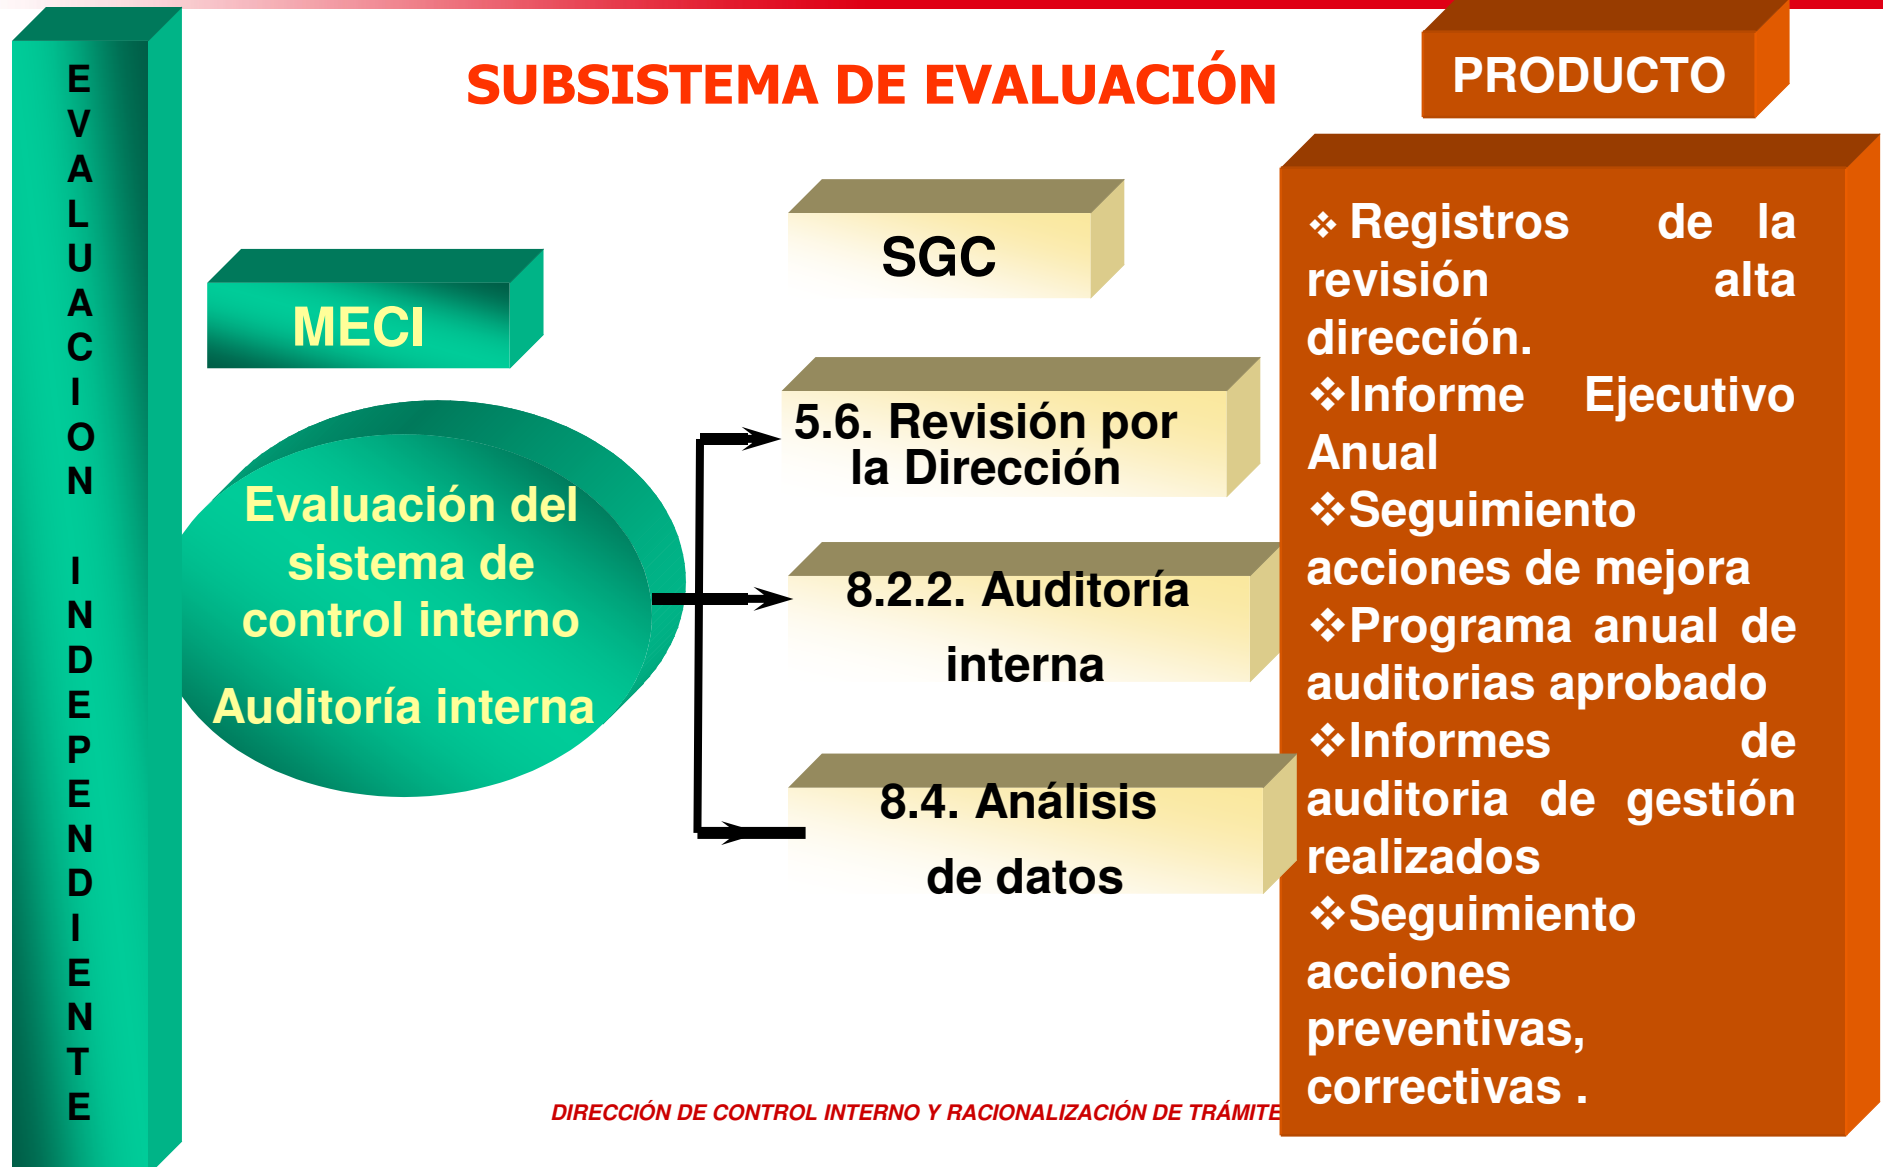 EVALUACION INDEPENDIENTE
SUBSISTEMA DE EVALUACIÓN
PRODUCTO
MECI
Evaluación del
sistema de
control interno
Auditoría interna
SGC
5.6. Revisión por
la Dirección
8.2.2. Auditoría
interna
8.4. Análisis
de datos
❖ Registros de la
revisión alta
dirección.
❖Informe Ejecutivo
Anual
❖Seguimiento
acciones de mejora
❖Programa anual de
auditorias aprobado
❖Informes de
auditoria de gestión
realizados
❖Seguimiento
acciones
preventivas,
correctivas .
DIRECCIÓN DE CONTROL INTERNO Y RACIONALIZACIÓN DE TRÁMITE